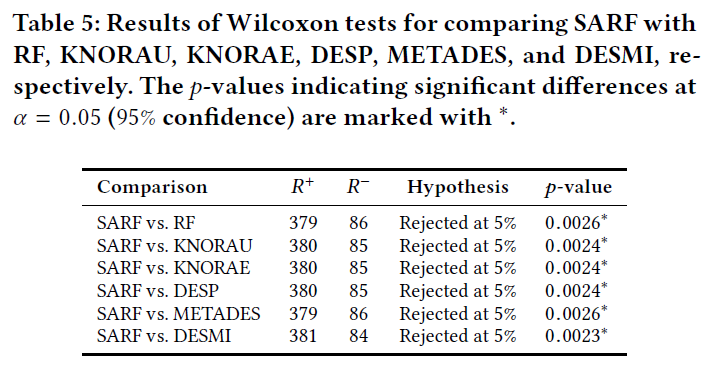 Table 5: Results of Wilcoxon tests for comparing SARF with
RF, KNORAU, KNORAE, DESP, METADES, and DESMI, re-
spectively. The p-values indicating significant differences at
α = 0.05 (95% confidence) are marked with *.
Comparison R+ R− Hypothesis p-value
SARF vs. RF 379 86 Rejected at 5% 0.0026*
SARF vs. KNORAU 380 85 Rejected at 5% 0.0024*
SARF vs. KNORAE 380 85 Rejected at 5% 0.0024*
SARF vs. DESP 380 85 Rejected at 5% 0.0024*
SARF vs. METADES 379 86 Rejected at 5% 0.0026*
SARF vs. DESMI 381 84 Rejected at 5% 0.0023*